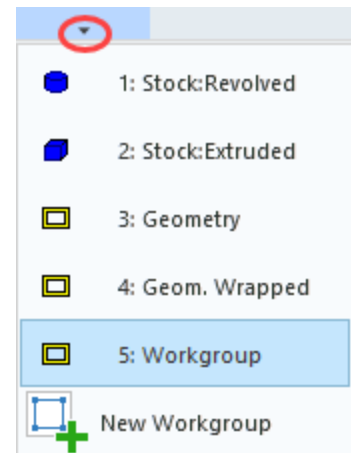 1: Stock:Revolved
2: Stock:Extruded
3: Geometry
4: Geom. Wrapped
5: Workgroup
New Workgroup